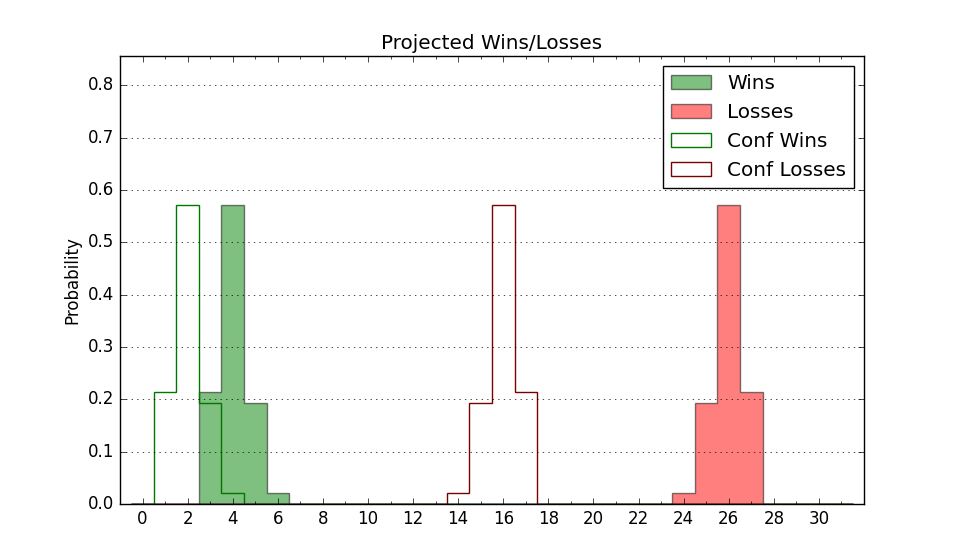 Projected Wins/Losses
Wins
Losses
Conf Wins
Conf Losses
Probability
0.8
0.7
0.6
0.5
0.4
0.3
0.2
0.1
0.0
0 2 4 6 8 10 12 14 16 18 20 22 24 26 28 30